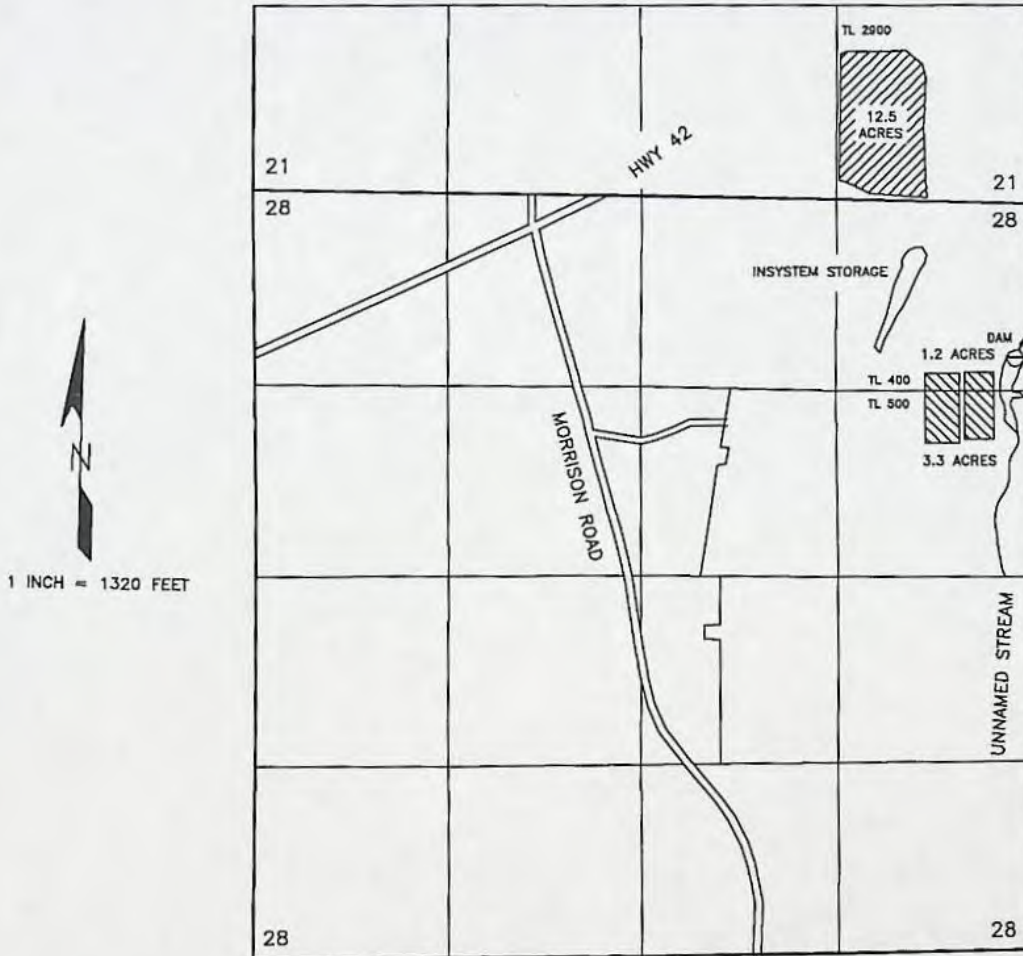 TL 2900
12.5
ACRES
HWY 42
21
21
28
28
INSYSTEM STORAGE
DAM
1.2 ACRES
TL 400
TL 500
3.3 ACRES
MORRISON ROAD
N
1 INCH = 1320 FEET
UNNAMED STREAM
28
28